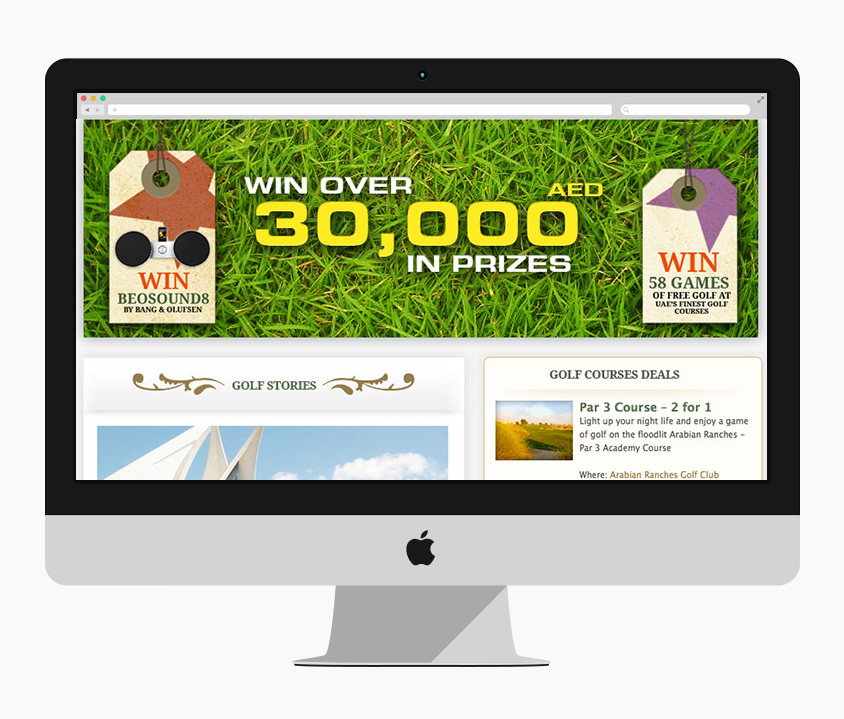 WIN OVER
AED
30,000
IN PRIZES
WIN
BEOSOUND8
BY BANG & OLUFSEN
WIN
58 GAMES
OF FREE GOLF AT
UAE'S FINEST GOLF
COURSES
GOLF STORIES
GOLF COURSES DEALS
Par 3 Course – 2 for 1
Light up your night life and enjoy a game
of golf on the floodlit Arabian Ranches –
Par 3 Academy Course
Where: Arabian Ranches Golf Club